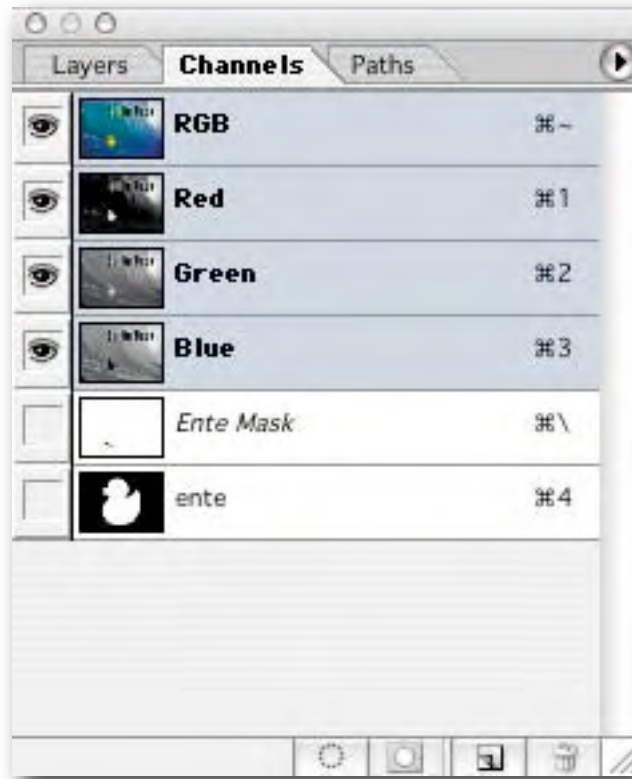 Layers Channels Paths
RGB ⌘~
Red ⌘1
Green ⌘2
Blue ⌘3
Ente Mask ⌘\
ente ⌘4